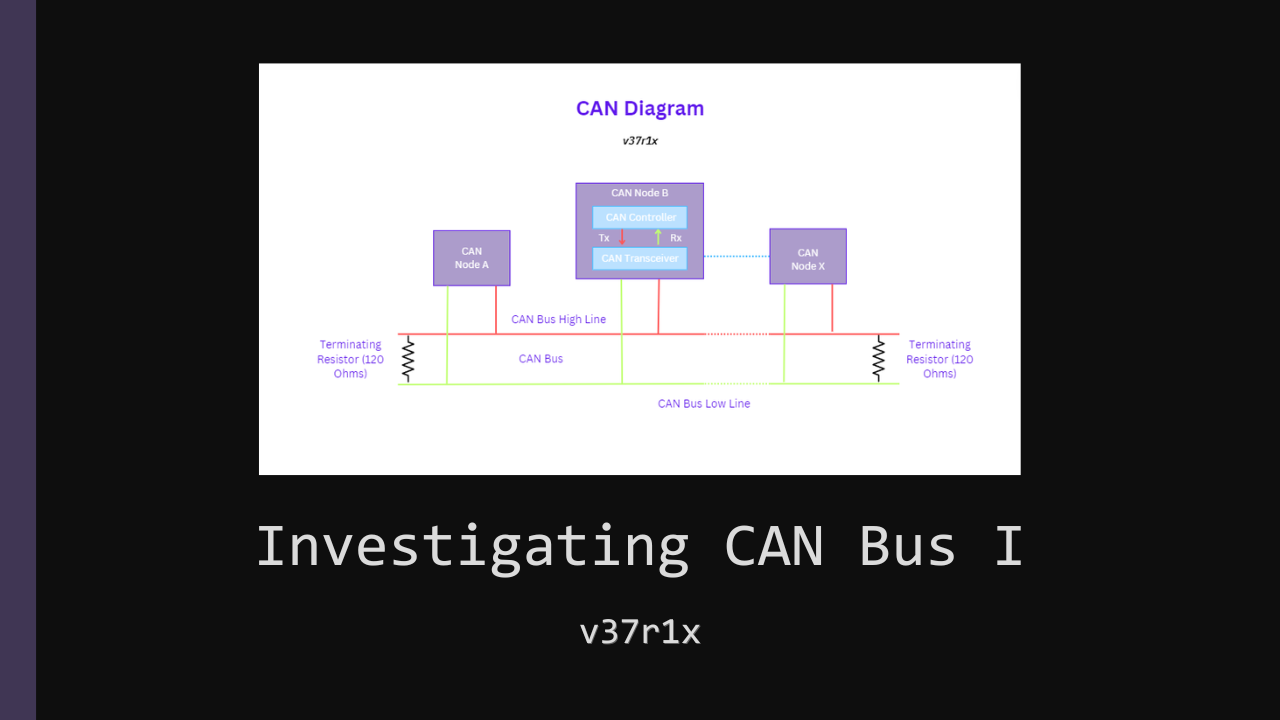 CAN Diagram
v37r1x
CAN Node B
CAN Controller
Tx
Rx
CAN Transceiver
CAN
Node A
CAN
Node X
CAN Bus High Line
Terminating
Resistor (120
Ohms)
CAN Bus
Terminating
Resistor (120
Ohms)
CAN Bus Low Line
Investigating CAN Bus I
v37r1x